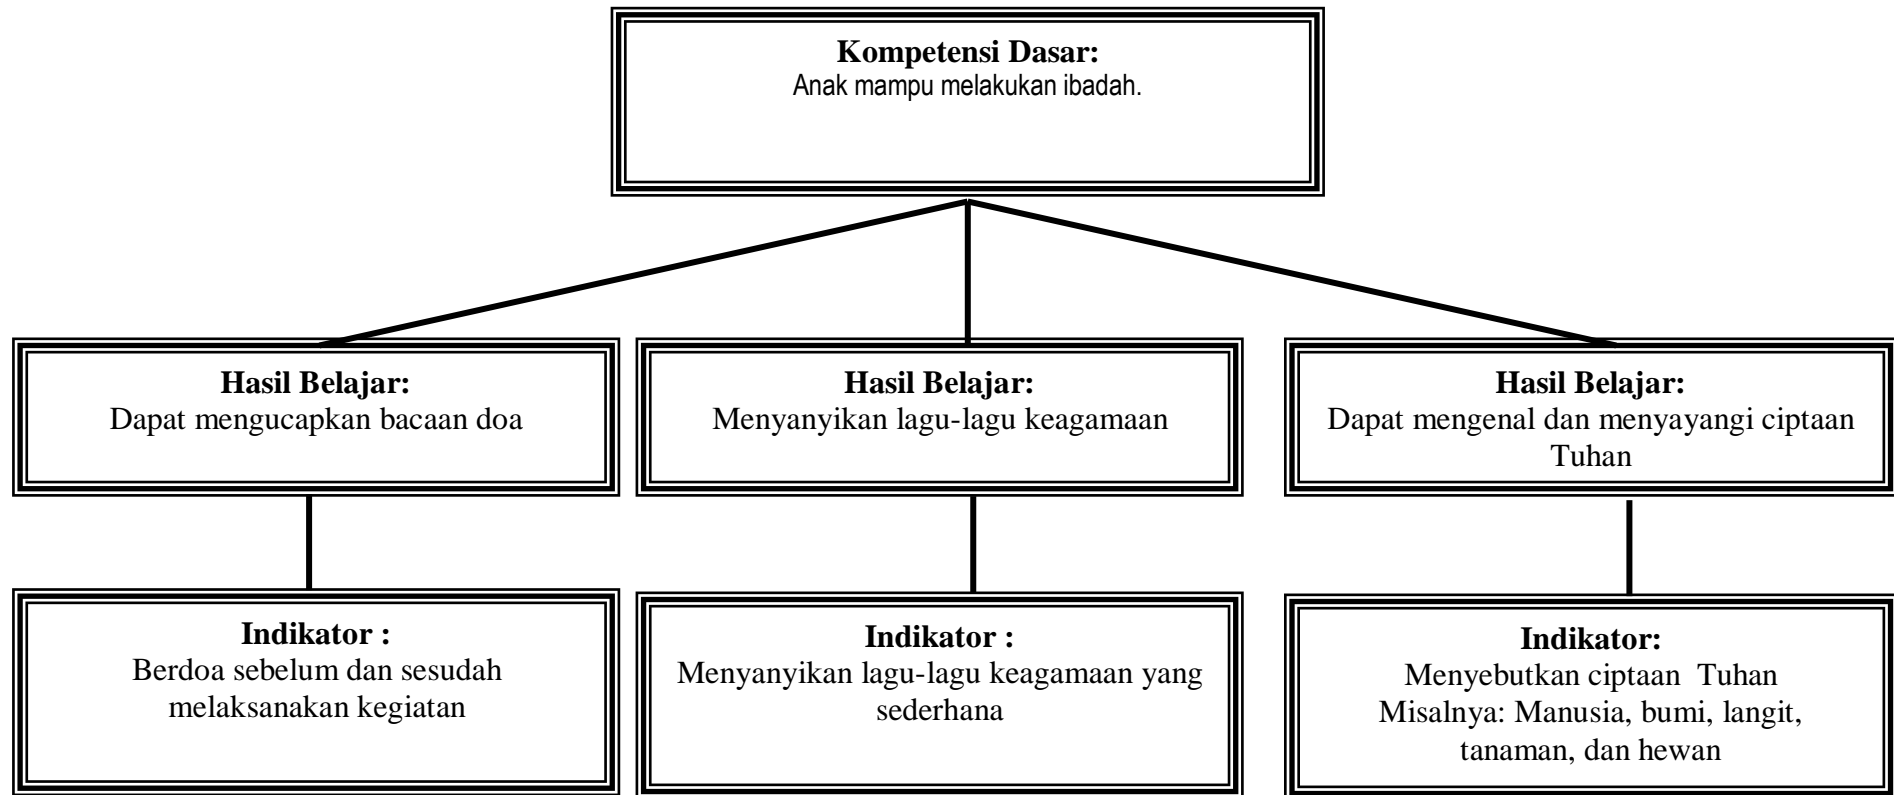 Kompetensi Dasar:
Anak mampu melakukan ibadah.
Hasil Belajar:
Dapat mengucapkan bacaan doa
Hasil Belajar:
Menyanyikan lagu-lagu keagamaan
Hasil Belajar:
Dapat mengenal dan menyayangi ciptaan
Tuhan
Indikator :
Berdoa sebelum dan sesudah
melaksanakan kegiatan
Indikator :
Menyanyikan lagu-lagu keagamaan yang
sederhana
Indikator:
Menyebutkan ciptaan  Tuhan
Misalnya: Manusia, bumi, langit,
tanaman, dan hewan